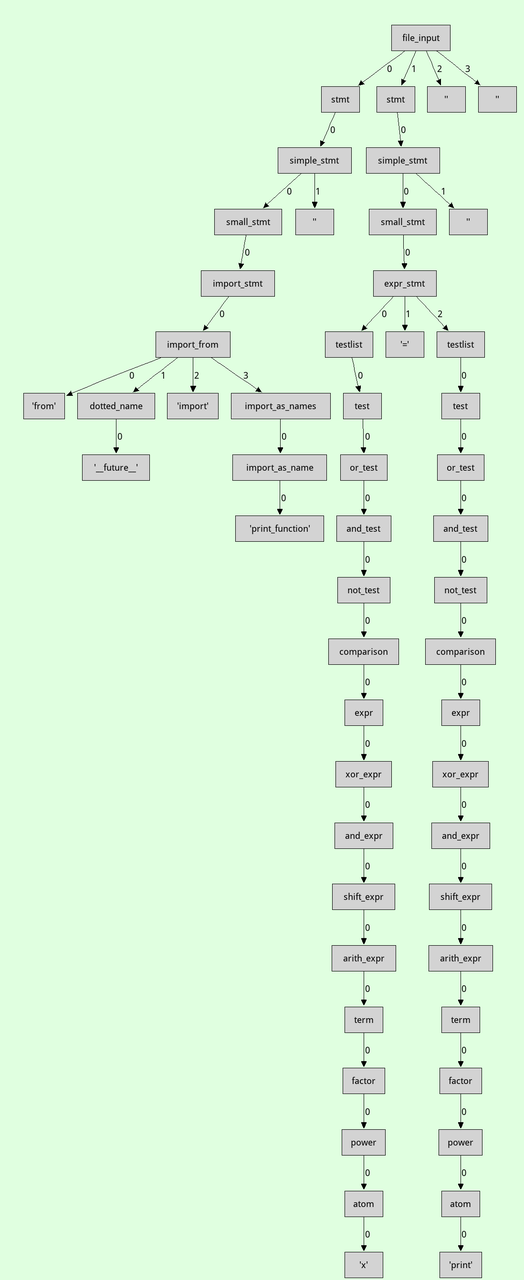 file_input
0 1 2 3
stmt stmt '' ''
0 0
simple_stmt simple_stmt
0 1 0 1
small_stmt '' small_stmt ''
0 0
import_stmt expr_stmt
0 0 1 2
import_from testlist '=' testlist
0 1 2 3 0 0
'from' dotted_name 'import' import_as_names test test
0 0 0 0
'__future__' import_as_name or_test or_test
0 0 0
'print_function' and_test and_test
0 0
not_test not_test
0 0
comparison comparison
0 0
expr expr
0 0
xor_expr xor_expr
0 0
and_expr and_expr
0 0
shift_expr shift_expr
0 0
arith_expr arith_expr
0 0
term term
0 0
factor factor
0 0
power power
0 0
atom atom
0 0
'x' 'print'